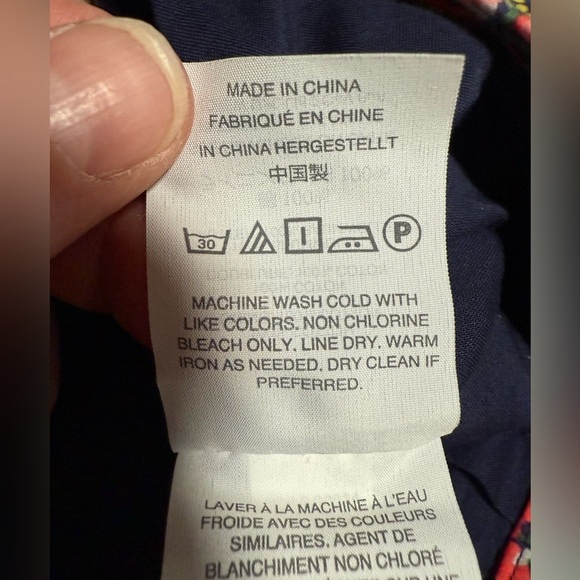 MADE IN CHINA
FABRIQUÉ EN CHINE
IN CHINA HERGESTELLT
中国製
30 P
MACHINE WASH COLD WITH
LIKE COLORS. NON CHLORINE
BLEACH ONLY. LINE DRY. WARM
IRON AS NEEDED. DRY CLEAN IF
PREFERRED.
LAVER À LA MACHINE À L'EAU
FROIDE AVEC DES COULEURS
SIMILAIRES. AGENT DE
BLANCHIMENT NON CHLORÉ